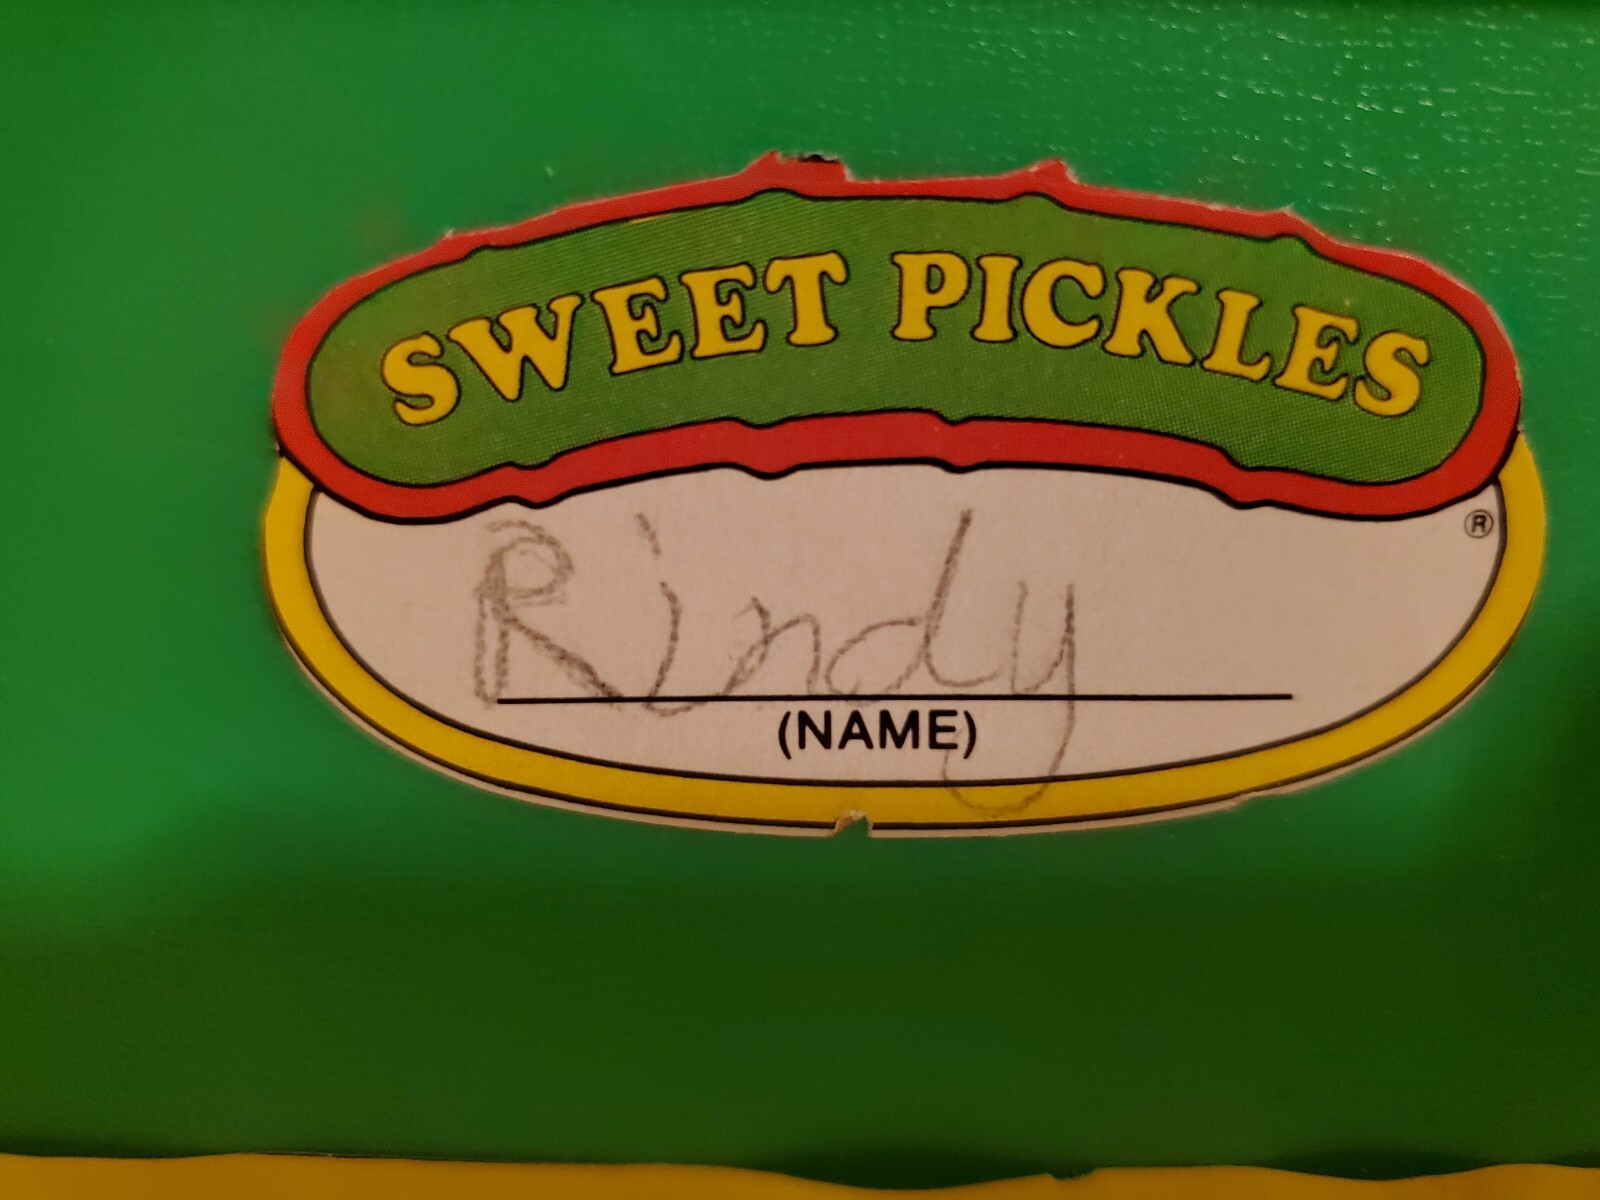 SWEET PICKLES
®
Rindy
(NAME)